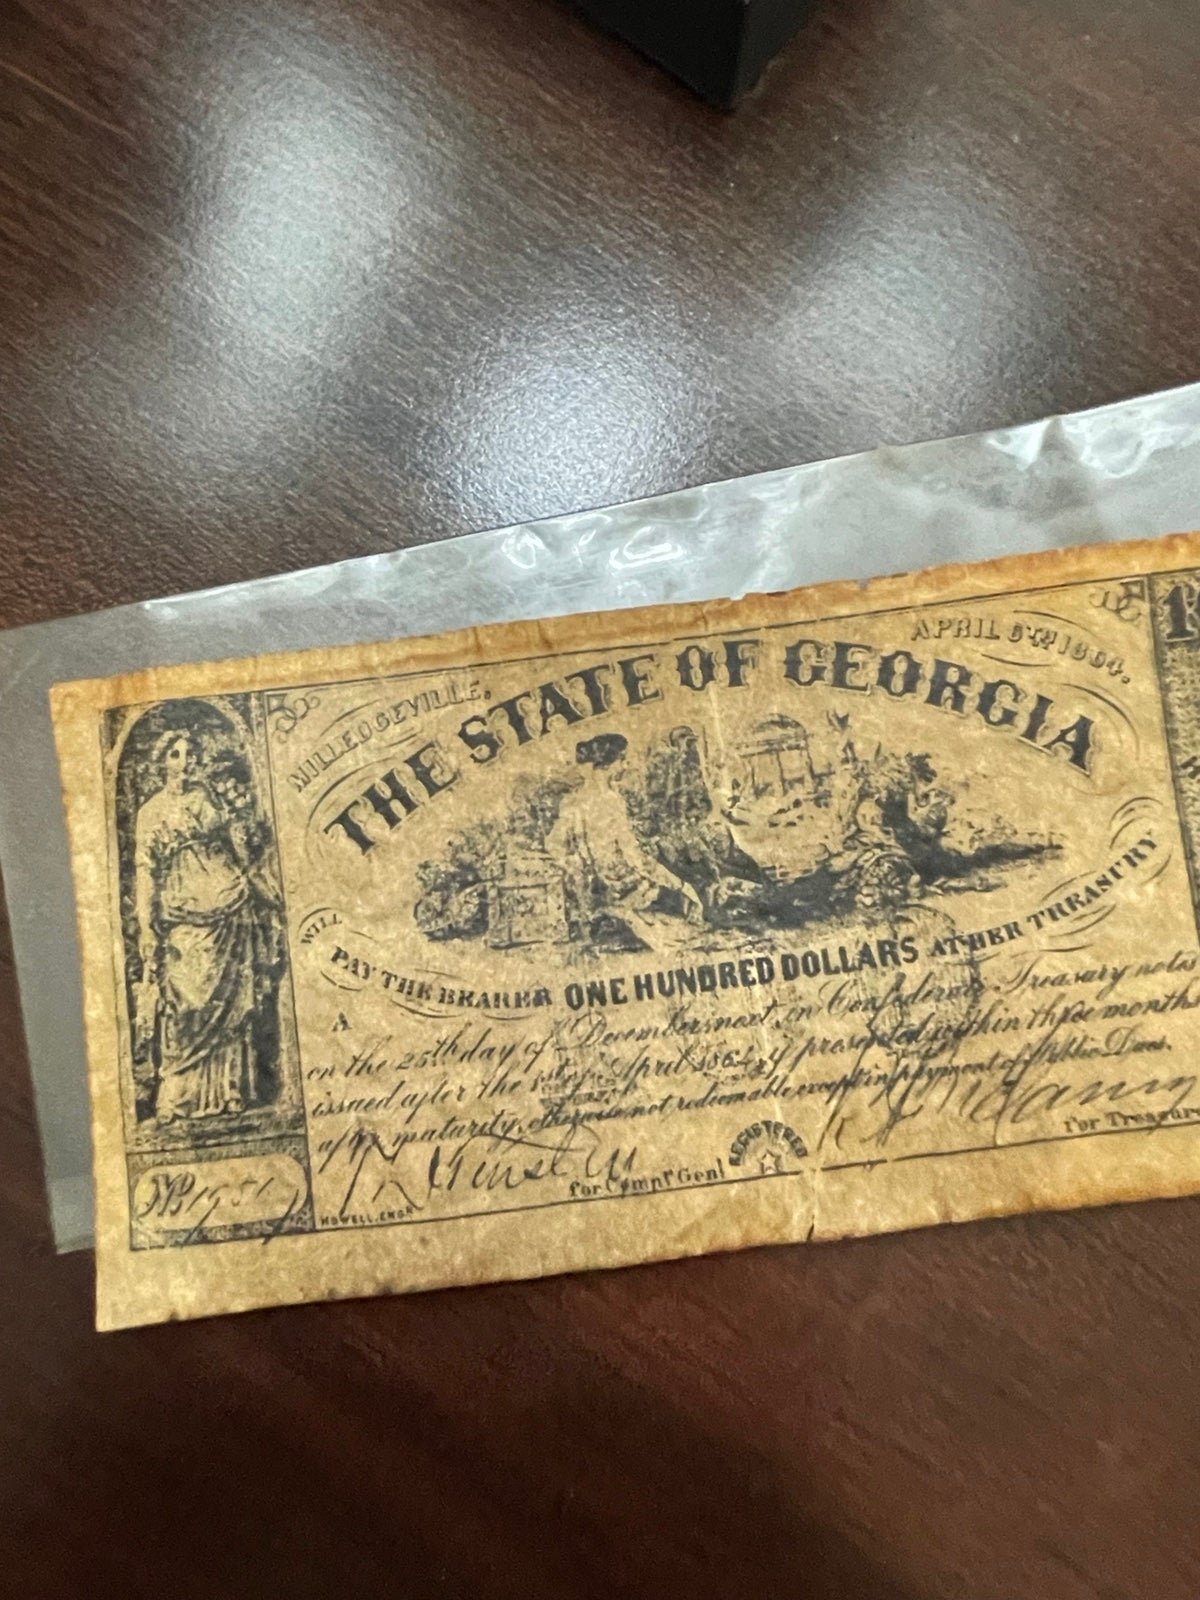 MILLEDGEVILLE,
APRIL 6TH 1864.
THE STATE OF GEORGIA
WILL
PAY THE BEARER ONE HUNDRED DOLLARS AT HER TREASURY
A
on the 25th day of December next, in Confederate Treasury notes
issued after the 1st of April 1864, if presented within three months
after maturity, otherwise not redeemable except in payment of Public Dues.
for Compt Genl
REGISTERED
for Treasur
HOWELL, ENGR